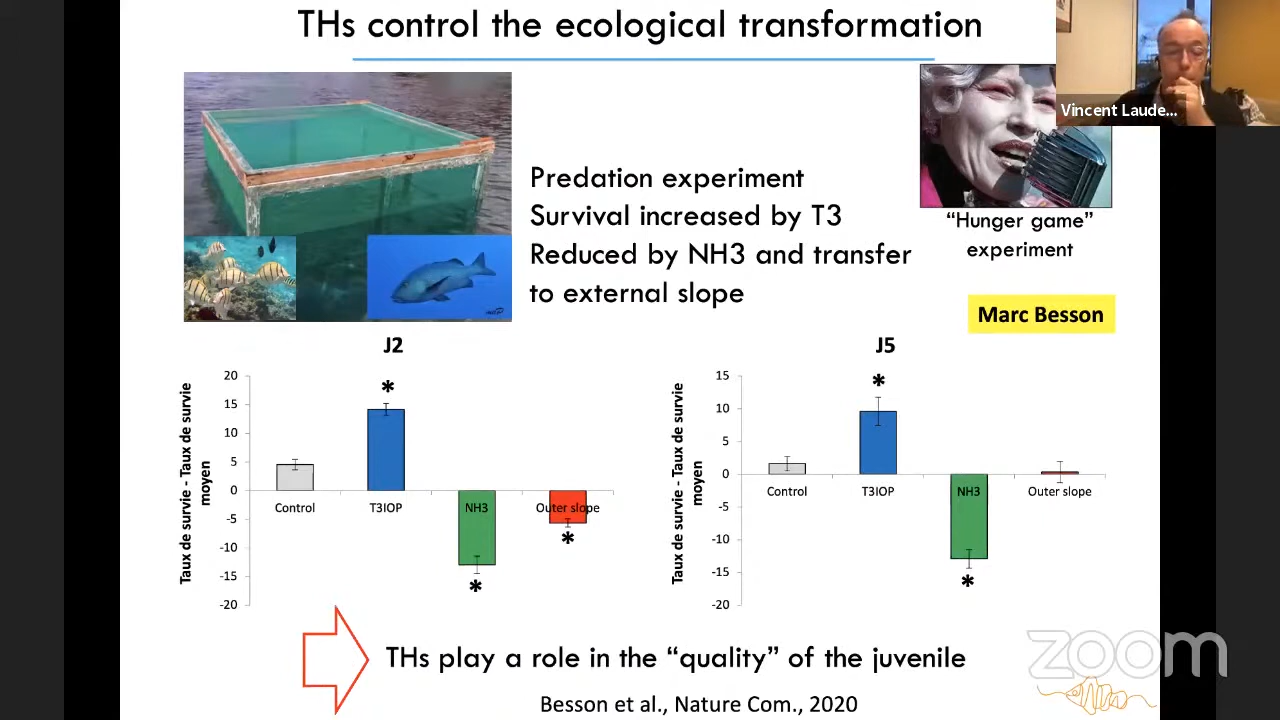 THs control the ecological transformation
Vincent Laude...
Predation experiment
Survival increased by T3
Reduced by NH3 and transfer
to external slope
“Hunger game”
experiment
Marc Besson
J2
Taux de survie - Taux de survie
moyen
20
15
10
5
0
-5
-10
-15
-20
*
*
*
Control
T3IOP
NH3
Outer slope
J5
Taux de survie - Taux de survie
moyen
15
10
5
0
-5
-10
-15
-20
*
*
Control
T3IOP
NH3
Outer slope
THs play a role in the “quality” of the juvenile
Besson et al., Nature Com., 2020
zoom